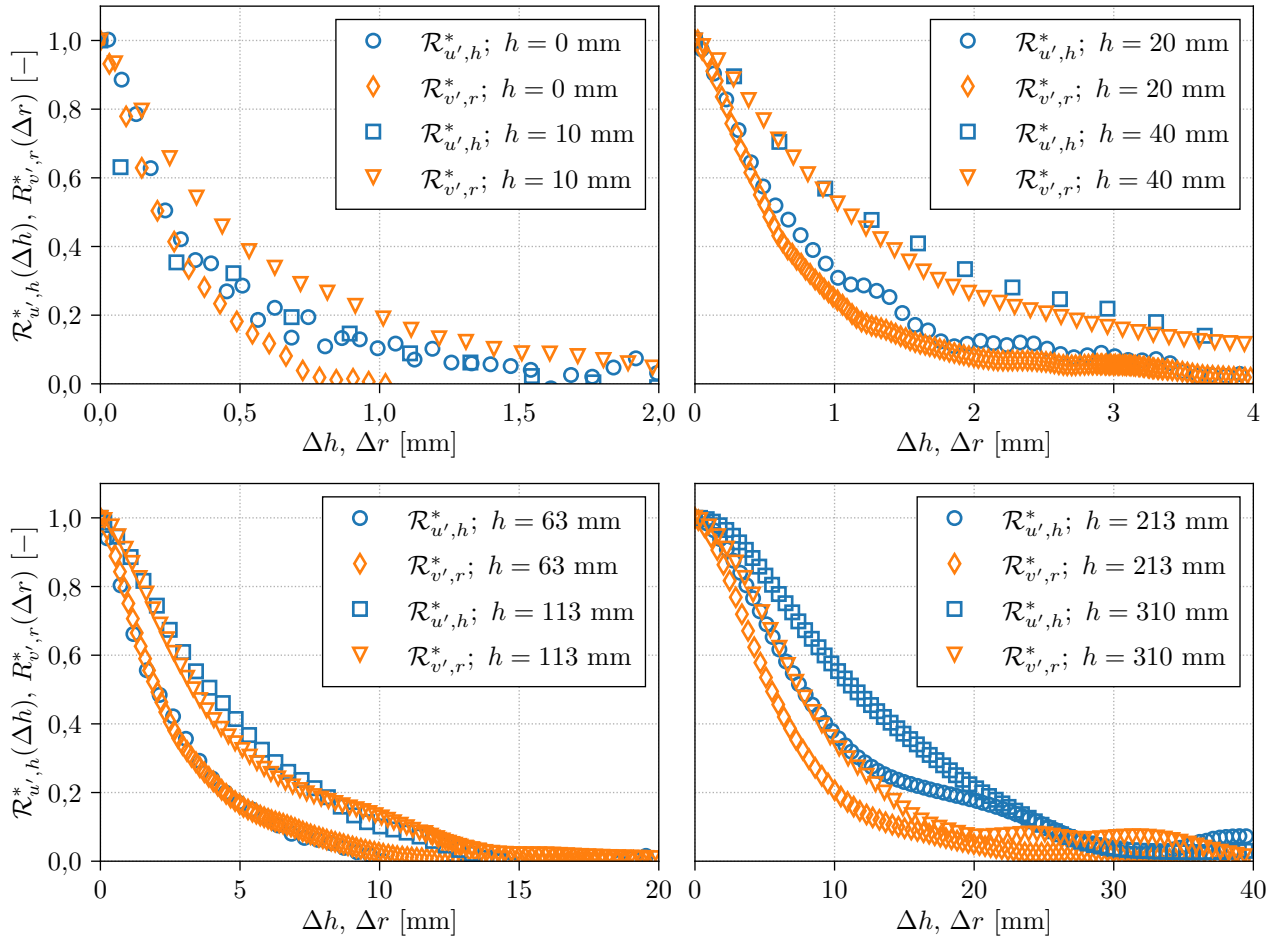 1,0
0,8
0,6
0,4
0,2
0,0
0,0 0,5 1,0 1,5 2,0
Δh, Δr [mm]
ℛ*u′,h(Δh), R*v′,r(Δr) [−]
ℛ*u′,h; h = 0 mm
ℛ*v′,r; h = 0 mm
ℛ*u′,h; h = 10 mm
ℛ*v′,r; h = 10 mm
0 1 2 3 4
Δh, Δr [mm]
ℛ*u′,h; h = 20 mm
ℛ*v′,r; h = 20 mm
ℛ*u′,h; h = 40 mm
ℛ*v′,r; h = 40 mm
1,0
0,8
0,6
0,4
0,2
0,0
0 5 10 15 20
Δh, Δr [mm]
ℛ*u′,h(Δh), R*v′,r(Δr) [−]
ℛ*u′,h; h = 63 mm
ℛ*v′,r; h = 63 mm
ℛ*u′,h; h = 113 mm
ℛ*v′,r; h = 113 mm
0 10 20 30 40
Δh, Δr [mm]
ℛ*u′,h; h = 213 mm
ℛ*v′,r; h = 213 mm
ℛ*u′,h; h = 310 mm
ℛ*v′,r; h = 310 mm